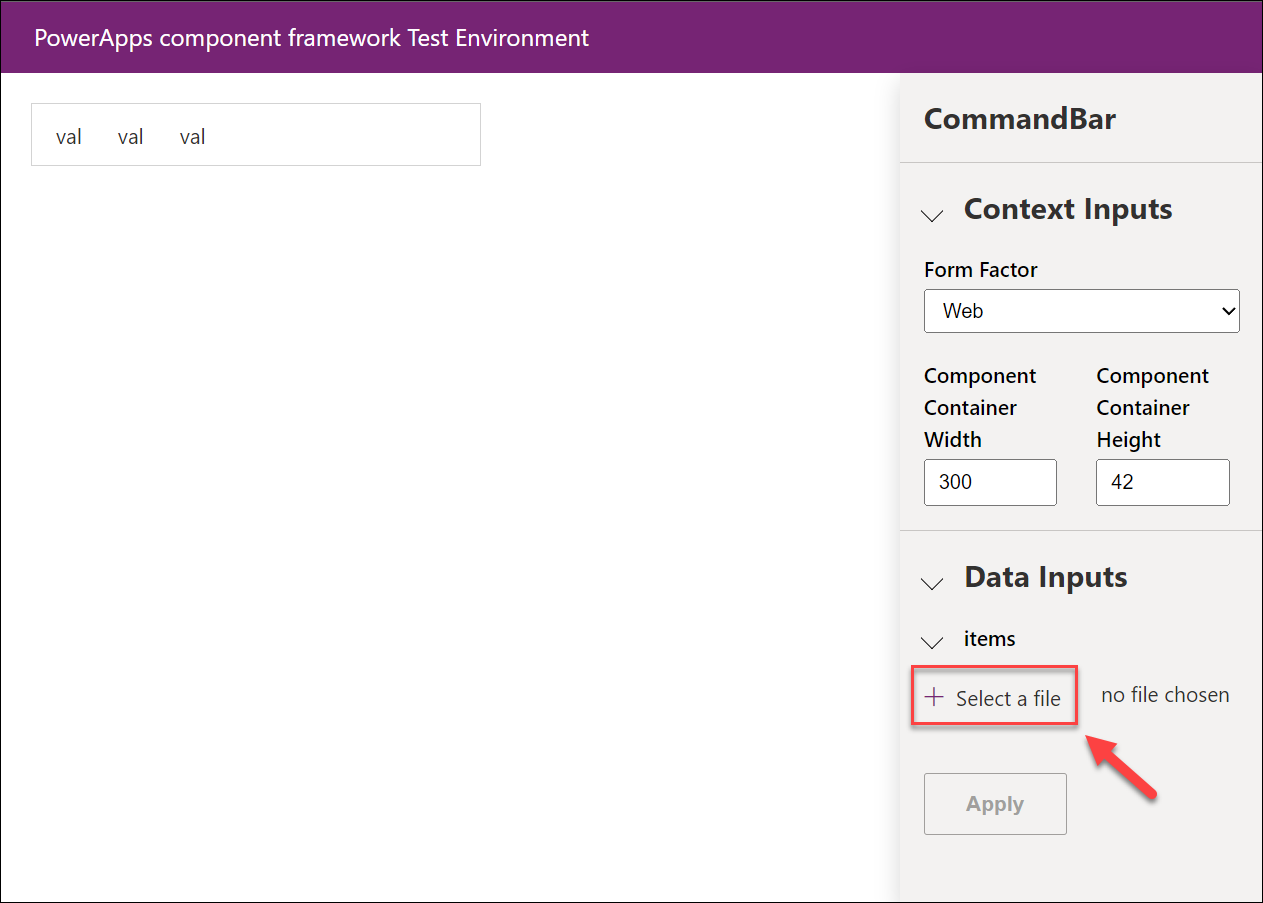 PowerApps component framework Test Environment
val val val
CommandBar
Context Inputs
Form Factor
Web
Component
Container
Width
Component
Container
Height
300
42
Data Inputs
items
Select a file
no file chosen
Apply